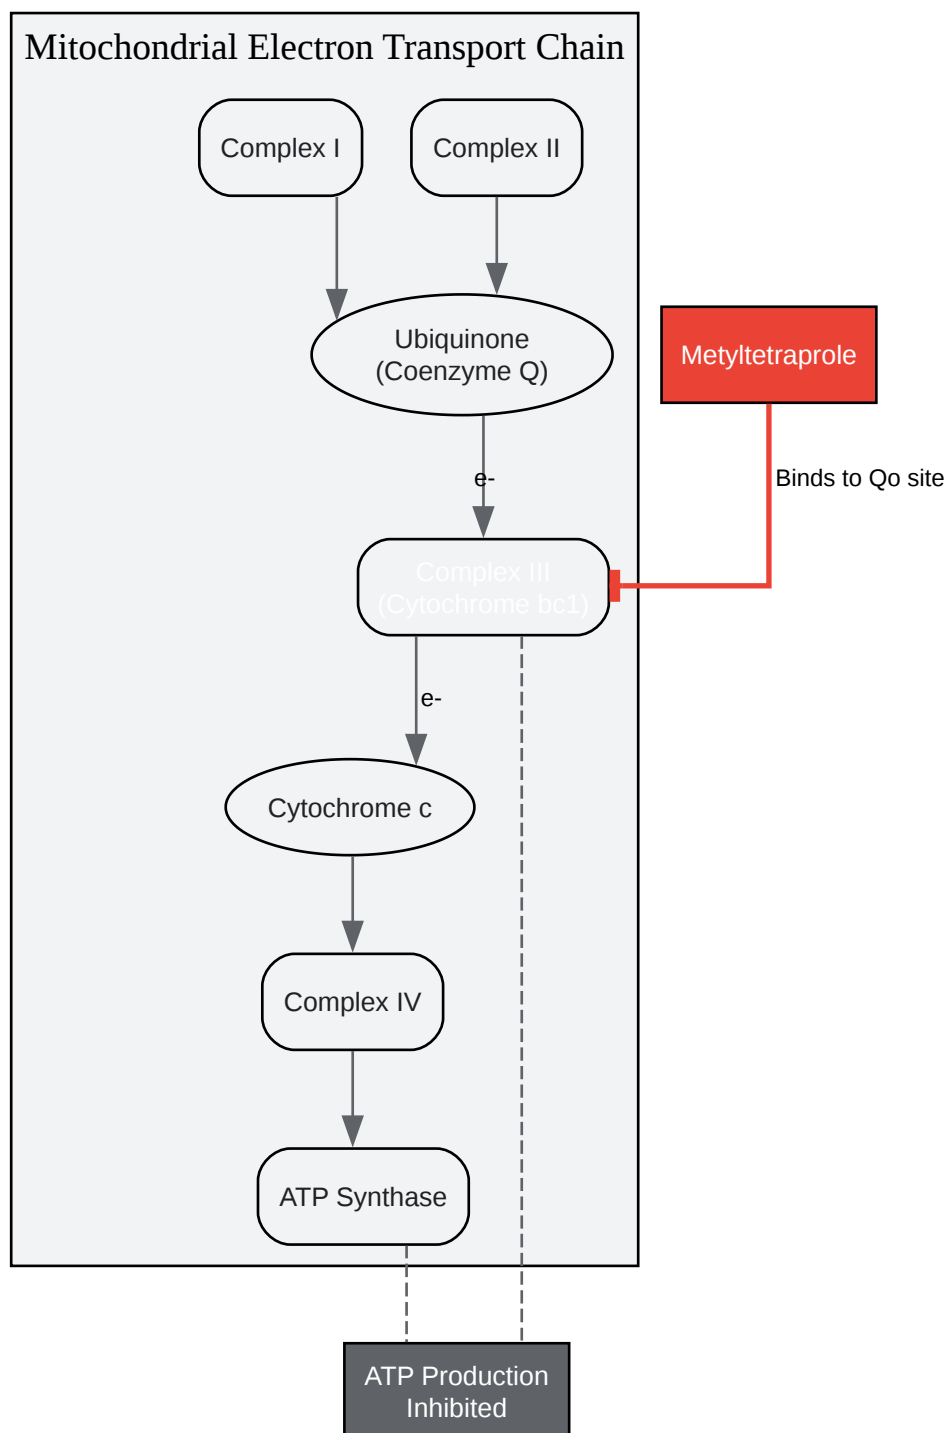 Mitochondrial Electron Transport Chain
Complex I
Complex II
Ubiquinone
(Coenzyme Q)
Metyltetraprole
e-
Binds to Qo site
Complex III
(Cytochrome bc1)
e-
Cytochrome c
Complex IV
ATP Synthase
ATP Production
Inhibited